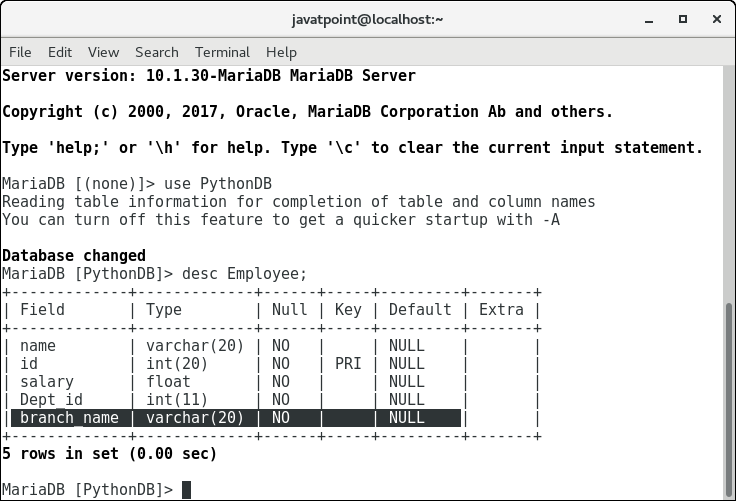 javatpoint@localhost:~
File Edit View Search Terminal Help
Server version: 10.1.30-MariaDB MariaDB Server
Copyright (c) 2000, 2017, Oracle, MariaDB Corporation Ab and others.
Type 'help;' or '\h' for help. Type '\c' to clear the current input statement.
MariaDB [(none)]> use PythonDB
Reading table information for completion of table and column names
You can turn off this feature to get a quicker startup with -A
Database changed
MariaDB [PythonDB]> desc Employee;
+-------------+-------------+------+-----+---------+-------+
| Field       | Type        | Null | Key | Default | Extra |
+-------------+-------------+------+-----+---------+-------+
| name        | varchar(20) | NO   |     | NULL    |       |
| id          | int(20)     | NO   | PRI | NULL    |       |
| salary      | float       | NO   |     | NULL    |       |
| Dept_id     | int(11)     | NO   |     | NULL    |       |
| branch_name | varchar(20) | NO   |     | NULL    |       |
+-------------+-------------+------+-----+---------+-------+
5 rows in set (0.00 sec)
MariaDB [PythonDB]>